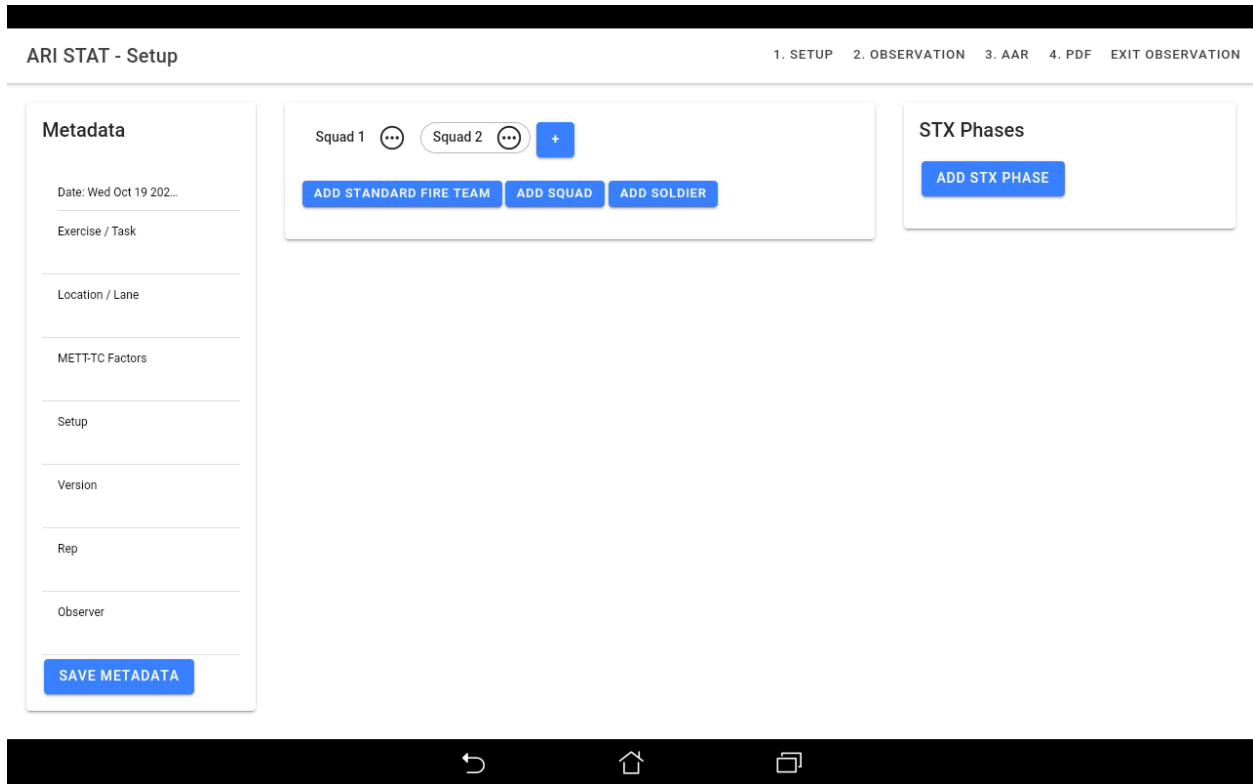 ARI STAT - Setup
1. SETUP 2. OBSERVATION 3. AAR 4. PDF EXIT OBSERVATION
Metadata
Date: Wed Oct 19 202...
Exercise / Task
Location / Lane
METT-TC Factors
Setup
Version
Rep
Observer
SAVE METADATA
Squad 1 Squad 2 +
ADD STANDARD FIRE TEAM ADD SQUAD ADD SOLDIER
STX Phases
ADD STX PHASE